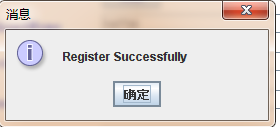 消息
Register Successfully
确定